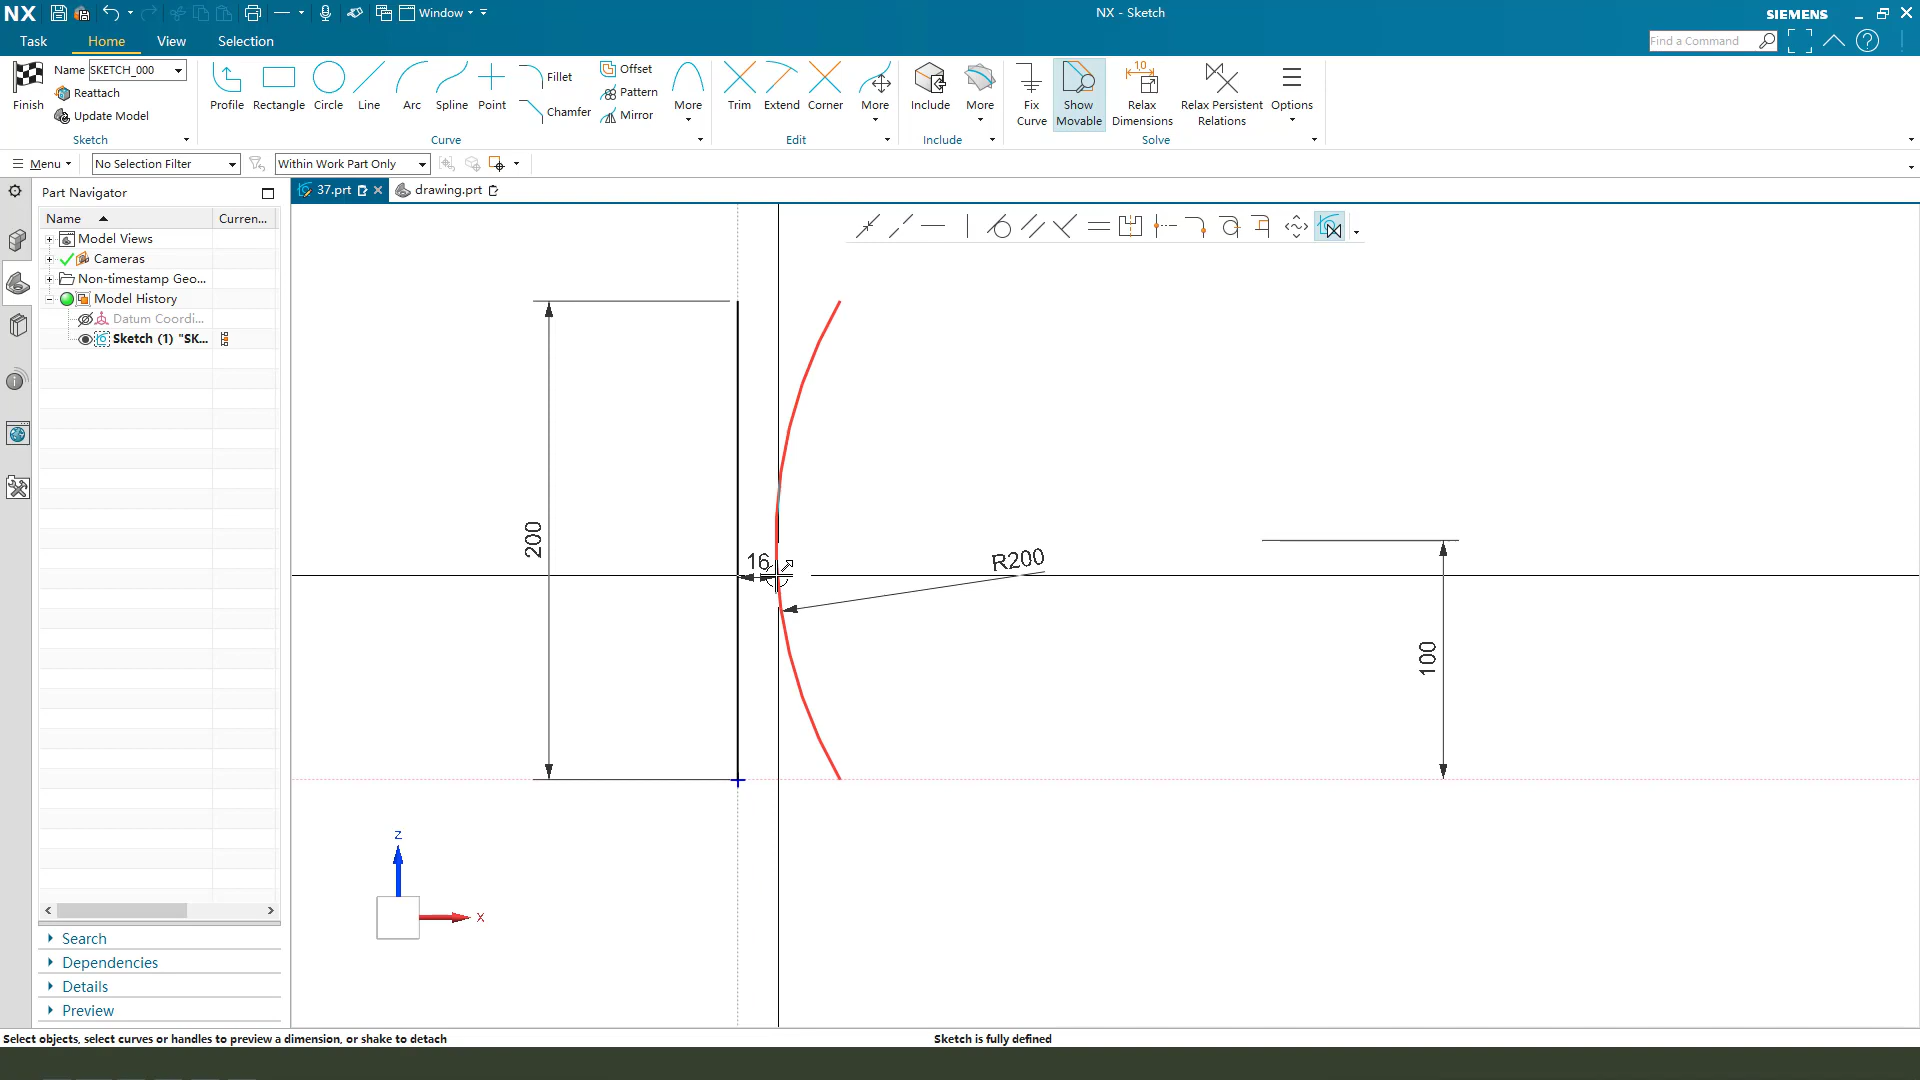 NX
Window
NX - Sketch
SIEMENS
Task
Home
View
Selection
Find a Command
Finish
Name SKETCH_000
Reattach
Update Model
Sketch
Profile
Rectangle
Circle
Line
Arc
Spline
Point
Fillet
Chamfer
Offset
Pattern
Mirror
More
Curve
Trim
Extend
Corner
More
Edit
Include
More
Include
Fix Curve
Show Movable
Relax Dimensions
Relax Persistent Relations
Options
Solve
Menu
No Selection Filter
Within Work Part Only
Part Navigator
37.prt
drawing.prt
Name
Curren...
Model Views
Cameras
Non-timestamp Geo...
Model History
Datum Coordi...
Sketch (1) "SK...
200
16
R200
100
Z
X
Search
Dependencies
Details
Preview
Select objects, select curves or handles to preview a dimension, or shake to detach
Sketch is fully defined